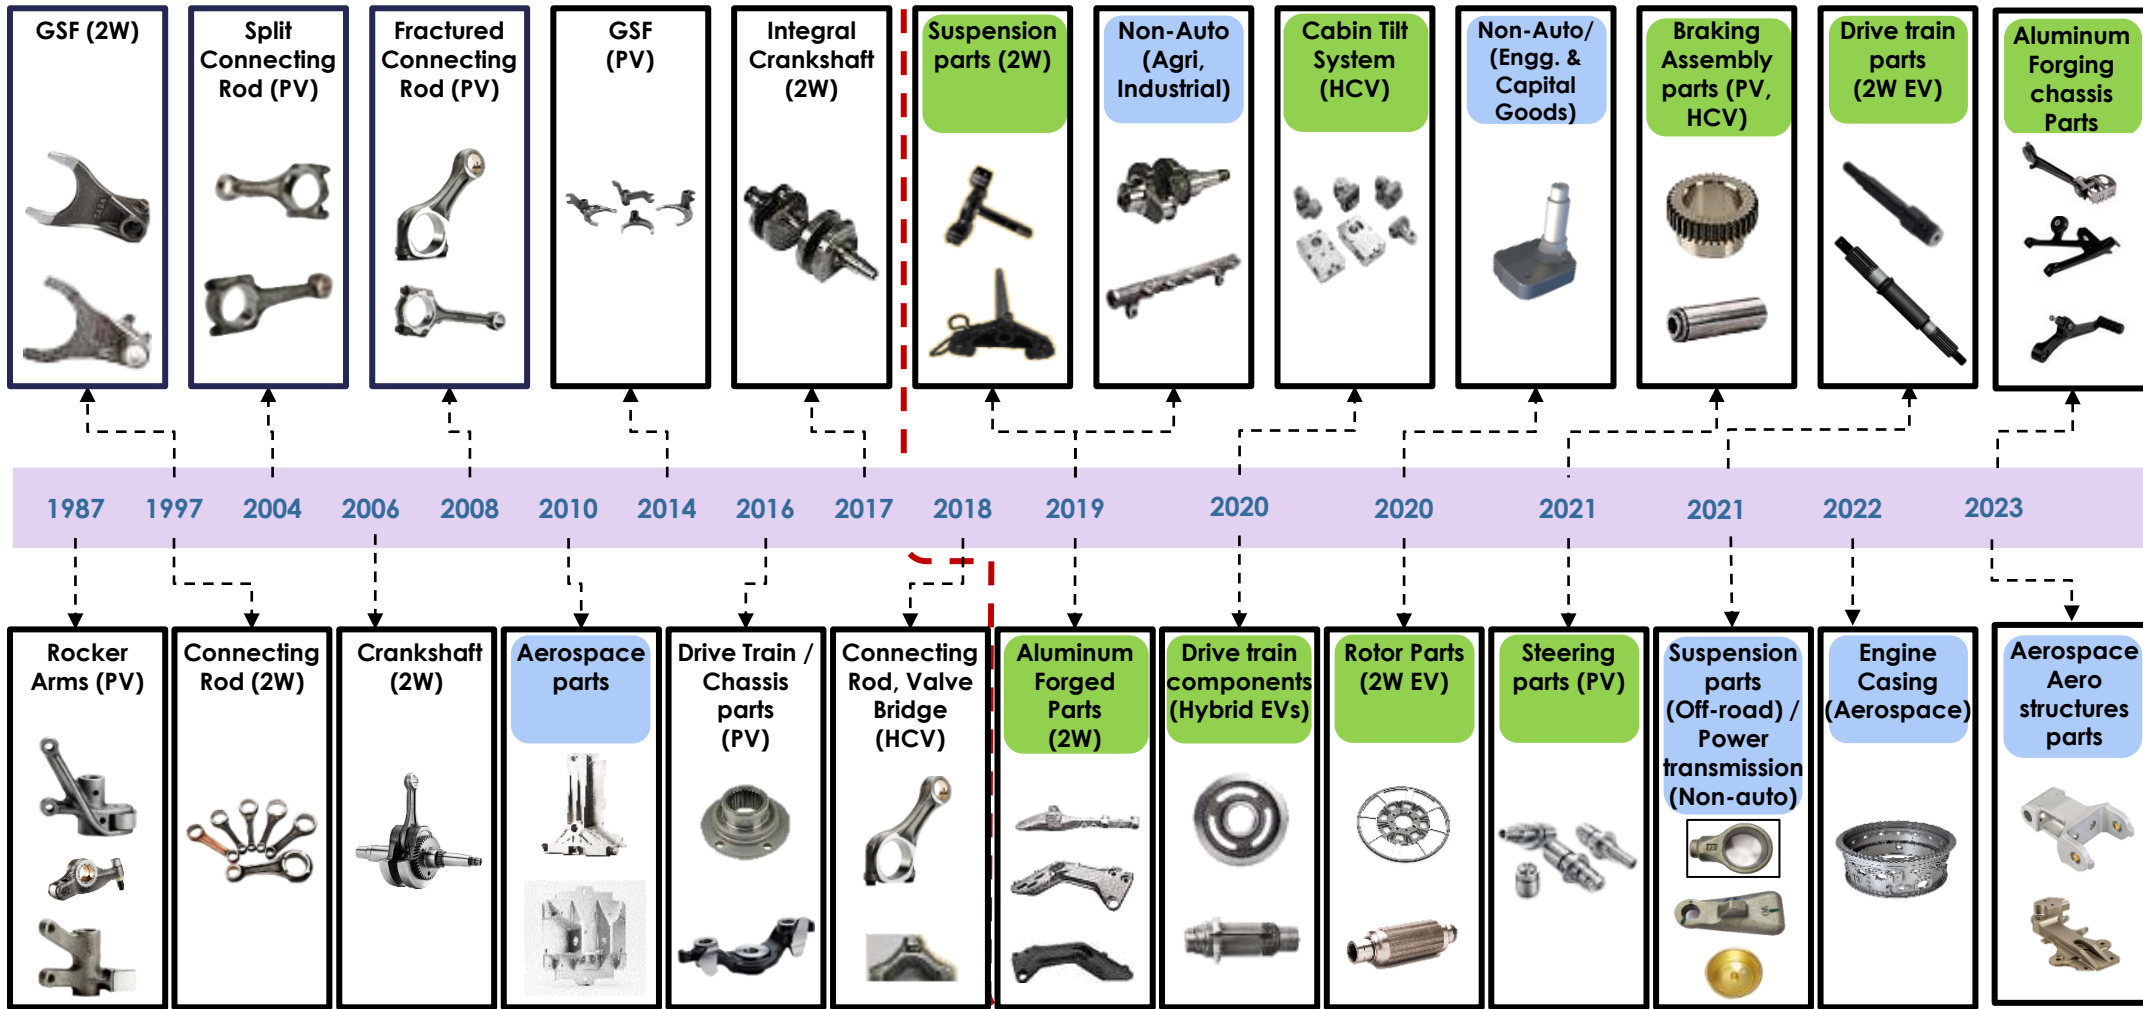 GSF (2W)
Split
Connecting
Rod (PV)
Fractured
Connecting
Rod (PV)
GSF
(PV)
Integral
Crankshaft
(2W)
Suspension
parts (2W)
Non-Auto
(Agri,
Industrial)
Cabin Tilt
System
(HCV)
Non-Auto/
(Engg. &
Capital
Goods)
Braking
Assembly
parts (PV,
HCV)
Drive train
parts
(2W EV)
Aluminum
Forging
chassis
Parts
1987
1997
2004
2006
2008
2010
2014
2016
2017
2018
2019
2020
2020
2021
2021
2022
2023
Rocker
Arms (PV)
Connecting
Rod (2W)
Crankshaft
(2W)
Aerospace
parts
Drive Train /
Chassis
parts
(PV)
Connecting
Rod, Valve
Bridge
(HCV)
Aluminum
Forged
Parts
(2W)
Drive train
components
(Hybrid EVs)
Rotor Parts
(2W EV)
Steering
parts (PV)
Suspension
parts
(Off-road) /
Power
transmission
(Non-auto)
Engine
Casing
(Aerospace)
Aerospace
Aero
structures
parts